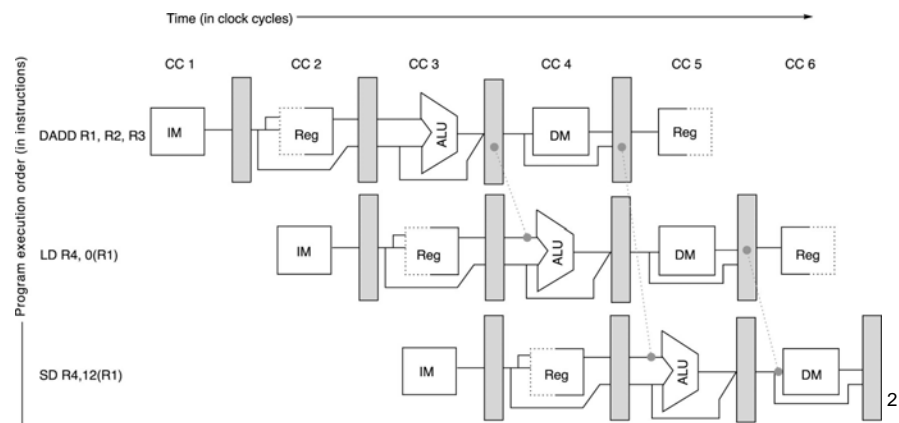 Time (in clock cycles)
Program execution order (in instructions)
CC 1 CC 2 CC 3 CC 4 CC 5 CC 6
DADD R1, R2, R3 IM Reg ALU DM Reg
LD R4, 0(R1) IM Reg ALU DM Reg
SD R4,12(R1) IM Reg ALU DM
2